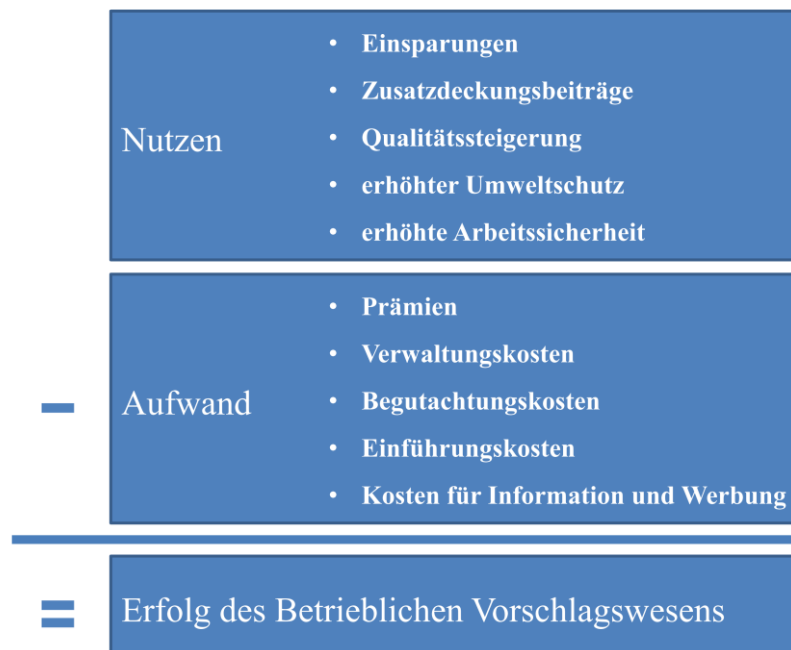 Nutzen
• Einsparungen
• Zusatzdeckungsbeiträge
• Qualitätssteigerung
• erhöhter Umweltschutz
• erhöhte Arbeitssicherheit
– Aufwand
• Prämien
• Verwaltungskosten
• Begutachtungskosten
• Einführungskosten
• Kosten für Information und Werbung
= Erfolg des Betrieblichen Vorschlagswesens